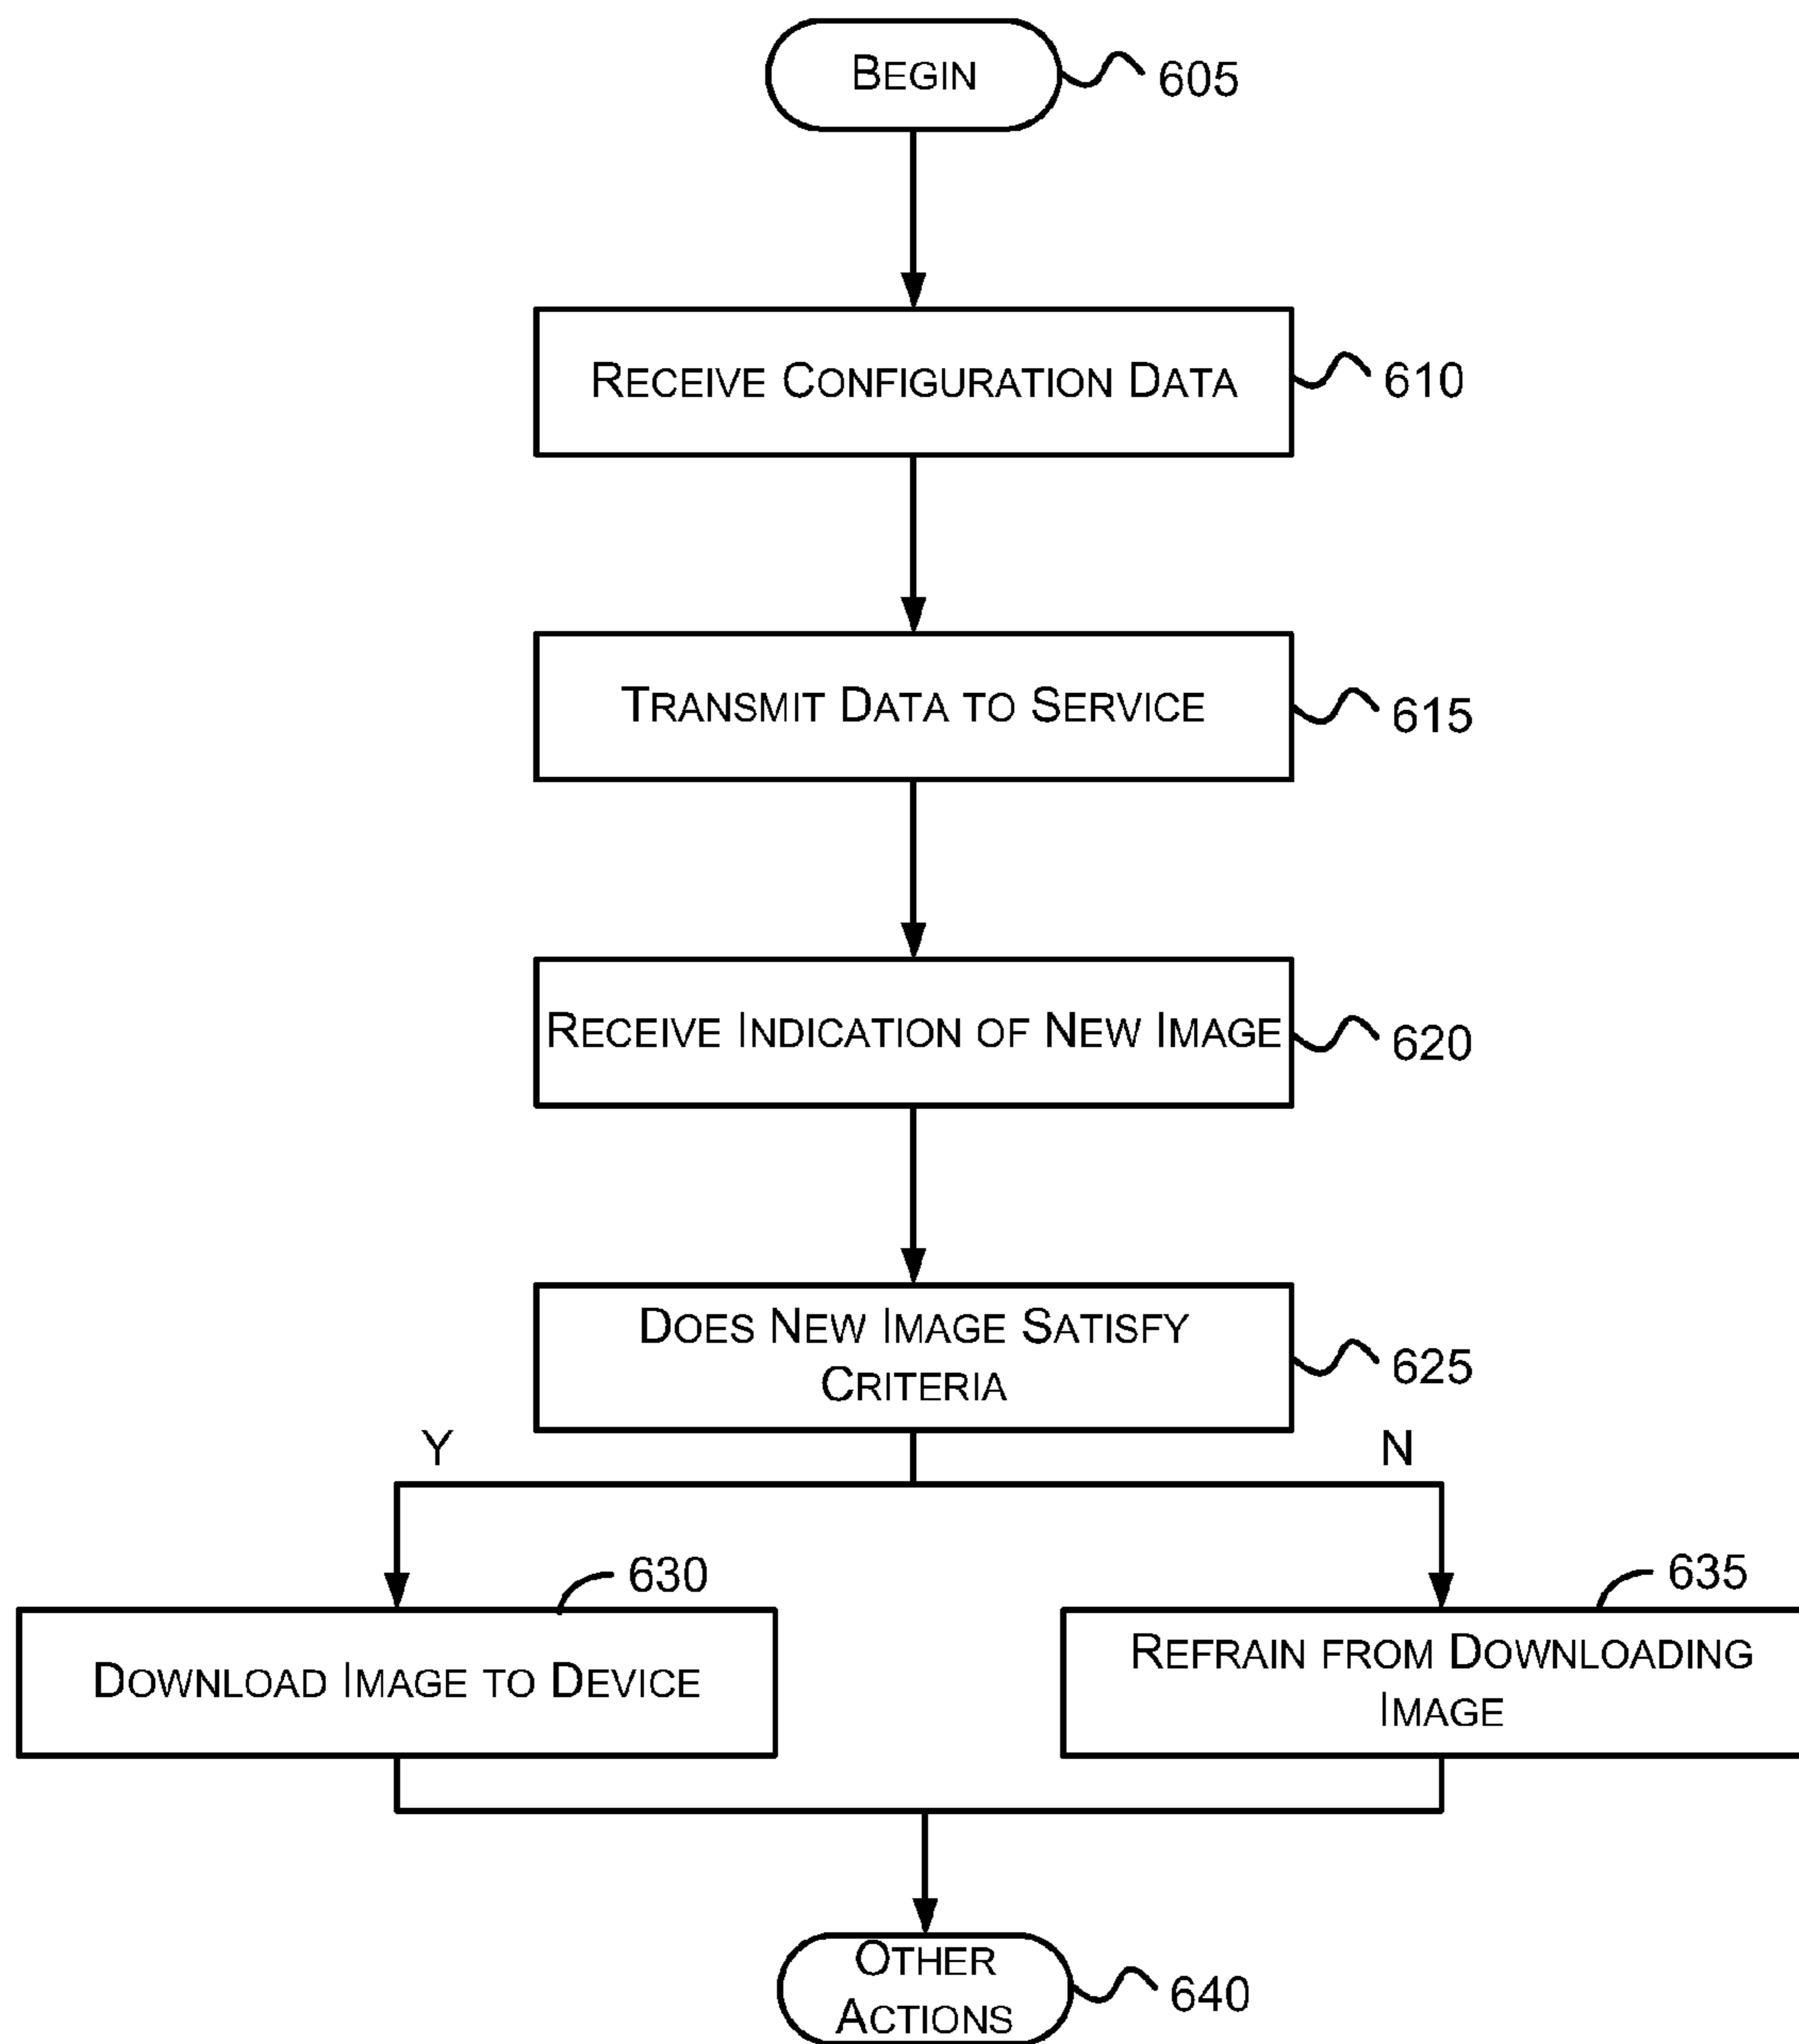 BEGIN
605
RECEIVE CONFIGURATION DATA
610
TRANSMIT DATA TO SERVICE
615
RECEIVE INDICATION OF NEW IMAGE
620
DOES NEW IMAGE SATISFY
CRITERIA
625
Y
N
630
635
DOWNLOAD IMAGE TO DEVICE
REFRAIN FROM DOWNLOADING
IMAGE
OTHER
ACTIONS
640